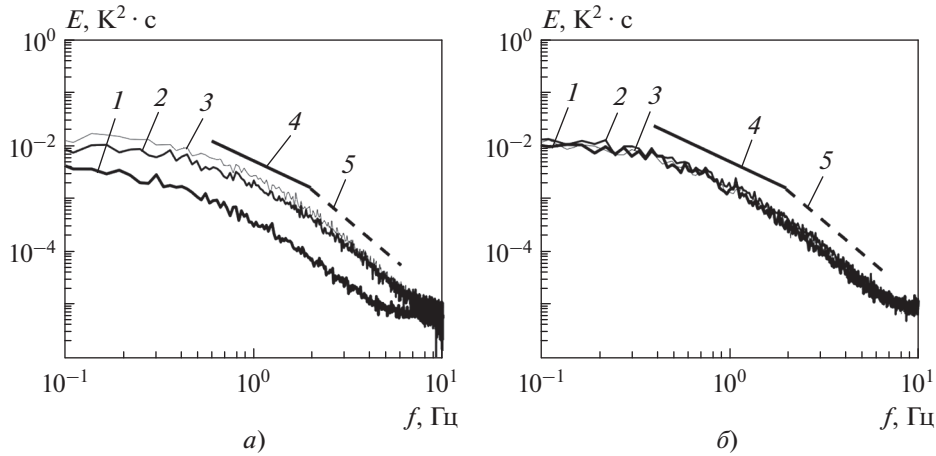 E, K² · c E, K² · c
10⁰ 10⁰
1 2 3 4 5 1 2 3 4 5
10⁻² 10⁻²
10⁻⁴ 10⁻⁴
10⁻¹ 10⁰ 10¹ 10⁻¹ 10⁰ 10¹
f, Гц f, Гц
а) б)